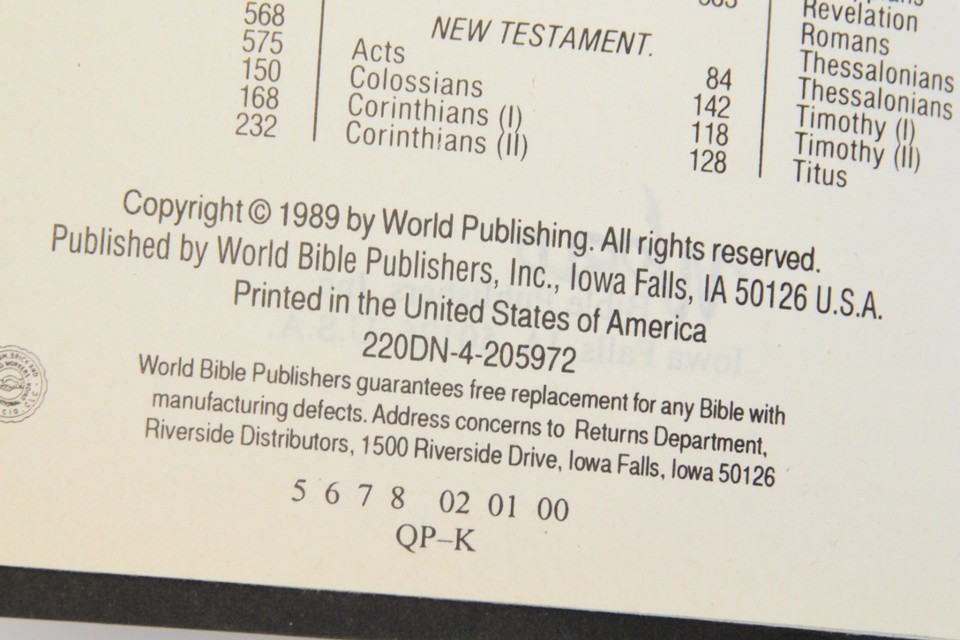 568
575
150
168
232
NEW TESTAMENT.
Acts
Colossians 84
Corinthians (I) 142
Corinthians (II) 118
128
Revelation
Romans
Thessalonians
Thessalonians
Timothy (I)
Timothy (II)
Titus
Copyright © 1989 by World Publishing. All rights reserved.
Published by World Bible Publishers, Inc., Iowa Falls, IA 50126 U.S.A.
Printed in the United States of America
220DN-4-205972
World Bible Publishers guarantees free replacement for any Bible with
manufacturing defects. Address concerns to Returns Department,
Riverside Distributors, 1500 Riverside Drive, Iowa Falls, Iowa 50126
5 6 7 8 02 01 00
QP–K